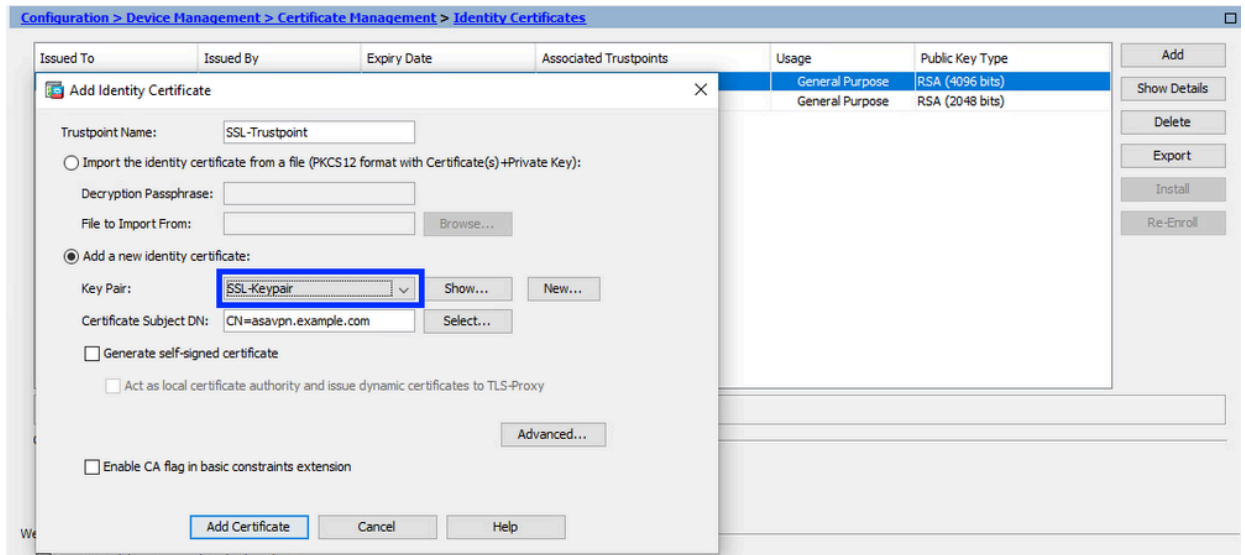 Configuration > Device Management > Certificate Management > Identity Certificates
Issued To Issued By Expiry Date Associated Trustpoints Usage Public Key Type
Add
General Purpose RSA (4096 bits)
Show Details
General Purpose RSA (2048 bits)
Delete
Export
Install
Re-Enroll
Add Identity Certificate
Trustpoint Name: SSL-Trustpoint
Import the identity certificate from a file (PKCS12 format with Certificate(s)+Private Key):
Decryption Passphrase:
File to Import From: Browse...
Add a new identity certificate:
Key Pair: SSL-Keypair Show... New...
Certificate Subject DN: CN=asavpn.example.com Select...
Generate self-signed certificate
Act as local certificate authority and issue dynamic certificates to TLS-Proxy
Advanced...
Enable CA flag in basic constraints extension
Add Certificate Cancel Help